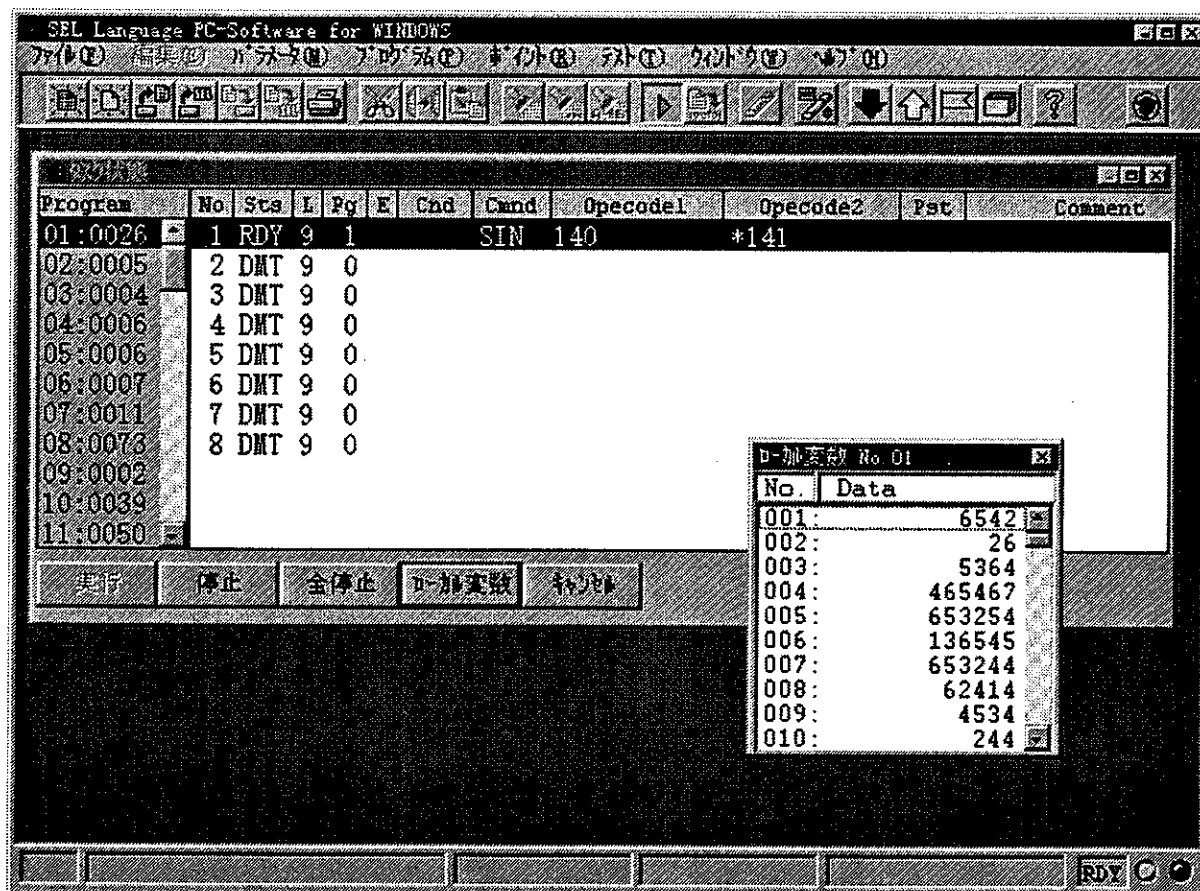 SEL Language PC-Software for WINDOWS
ファイル(F) 編集(E) パラメータ(M) プログラム(P) ポイント(R) テスト(T) ウィンドウ(W) ヘルプ(H)
Program No Sts L Pg E Cnd Cmnd Opecode1 Opecode2 Pst Comment
01:0026 1 RDY 9 1 SIN 140 *141
02:0005 2 DMT 9 0
03:0004 3 DMT 9 0
04:0006 4 DMT 9 0
05:0006 5 DMT 9 0
06:0007 6 DMT 9 0
07:0011 7 DMT 9 0
08:0073 8 DMT 9 0
09:0002
10:0039
11:0050
実行 停止 全停止 ローカル変数 キャンセル
ローカル変数 No.01
No. Data
001: 6542
002: 26
003: 5364
004: 465467
005: 653254
006: 136545
007: 653244
008: 62414
009: 4534
010: 244
RDY